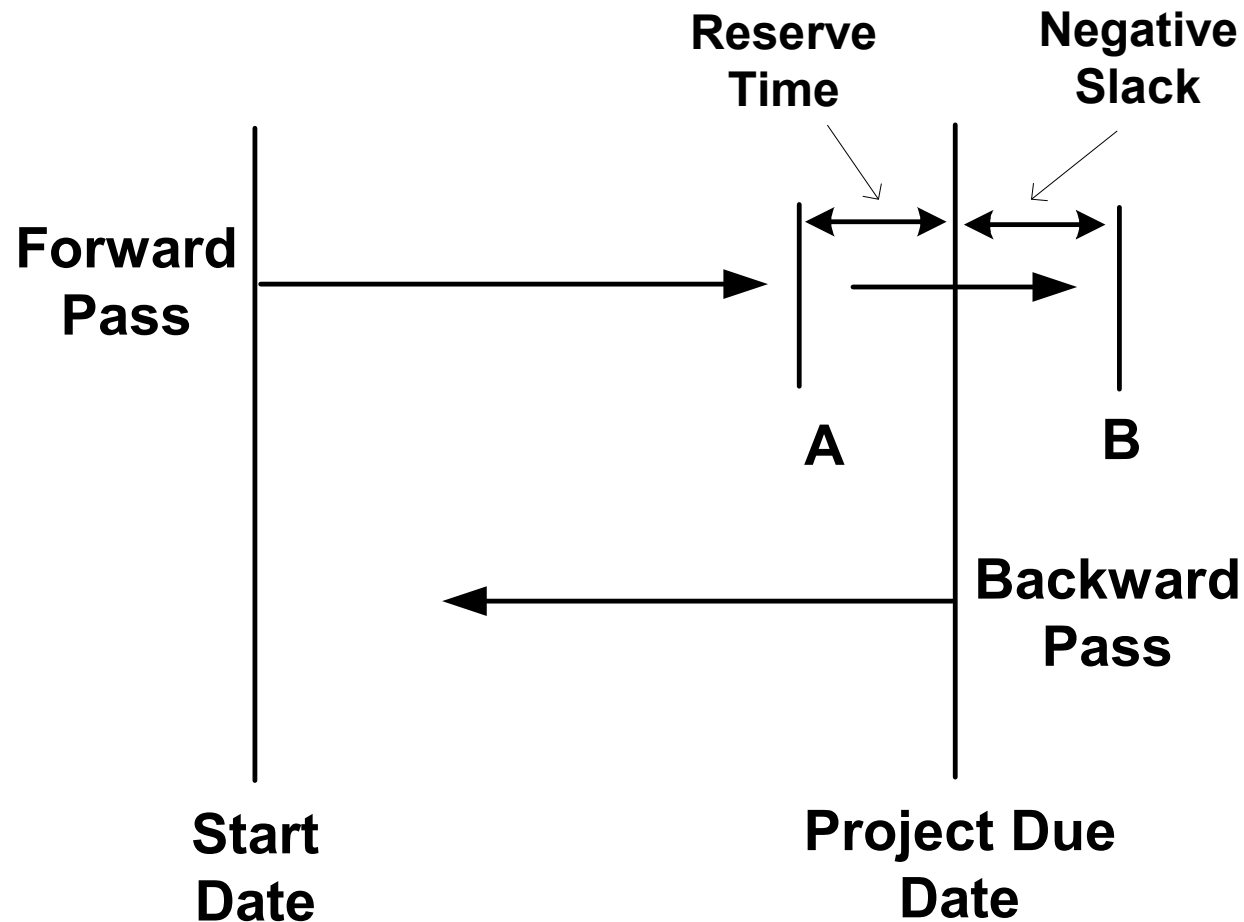 Reserve
Time
Negative
Slack
Forward
Pass
A
B
Backward
Pass
Start
Date
Project Due
Date